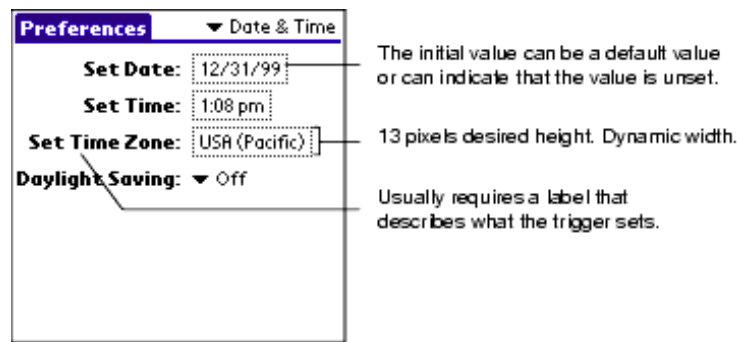 Preferences
Date & Time
Set Date: 12/31/99
Set Time: 1:08 pm
Set Time Zone: USA (Pacific)
Daylight Saving: Off
The initial value can be a default value
or can indicate that the value is unset.
13 pixels desired height. Dynamic width.
Usually requires a label that
describes what the trigger sets.